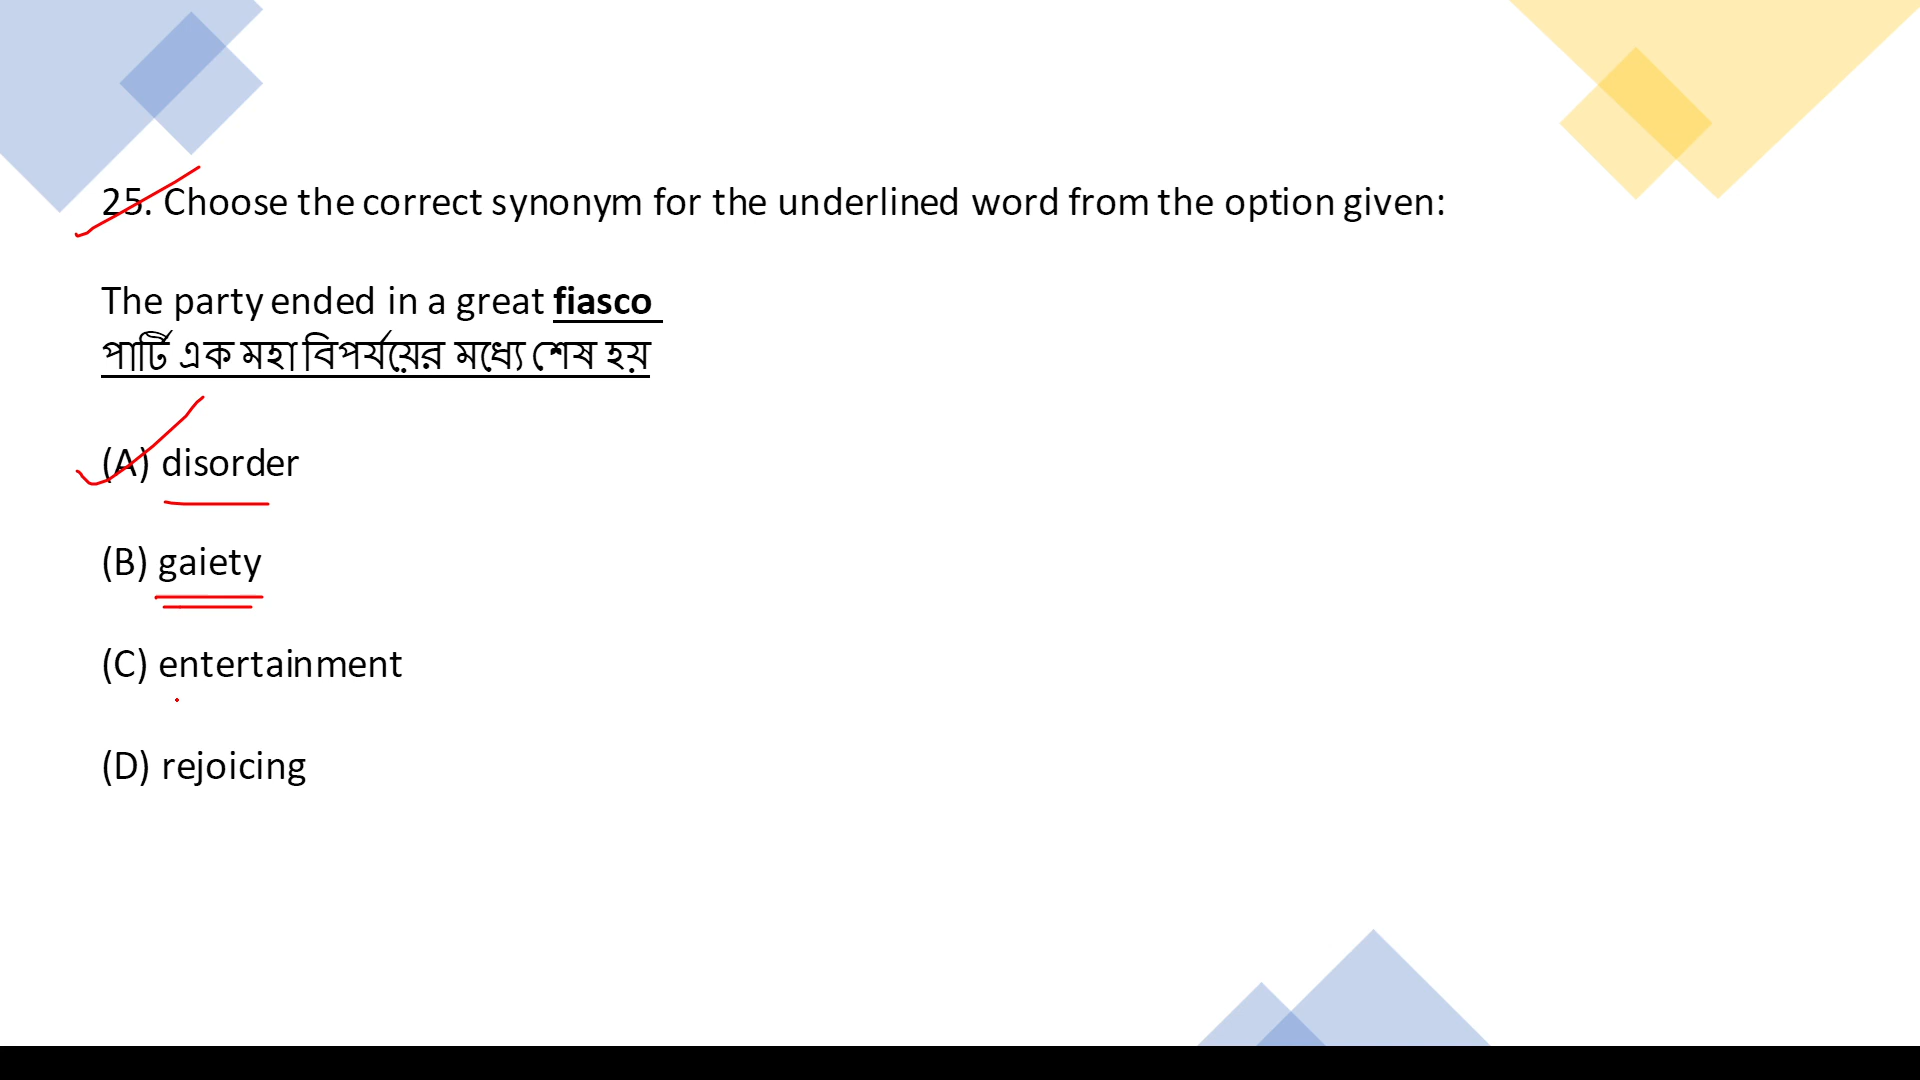 25. Choose the correct synonym for the underlined word from the option given:
The party ended in a great fiasco
পার্টি এক মহা বিপর্যয়ের মধ্যে শেষ হয়
(A) disorder
(B) gaiety
(C) entertainment
(D) rejoicing